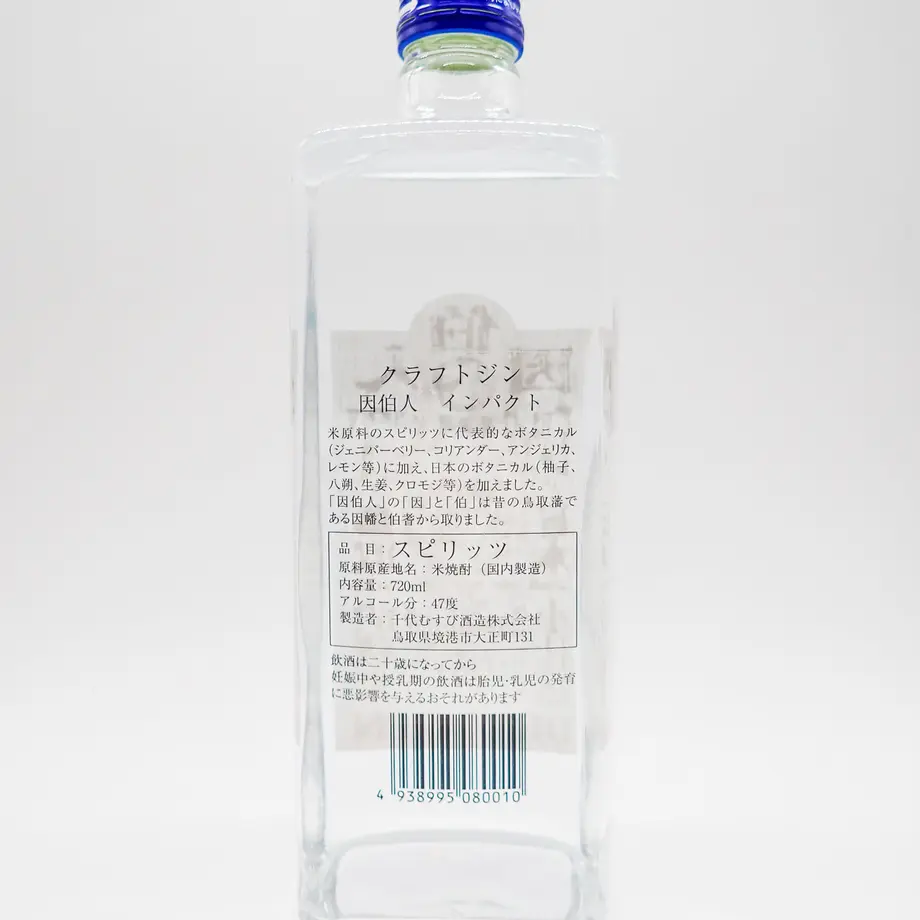 クラフトジン
因伯人　インパクト
米原料のスピリッツに代表的なボタニカル
(ジェニパーベリー、コリアンダー、アンジェリカ、
レモン等)に加え、日本のボタニカル(柚子、
八朔、生姜、クロモジ等)を加えました。
「因伯人」の「因」と「伯」は昔の鳥取藩で
ある因幡と伯耆から取りました。
品 目：スピリッツ
原料原産地名：米焼酎（国内製造）
内容量：720ml
アルコール分：47度
製造者：千代むすび酒造株式会社
鳥取県境港市大正町131
飲酒は二十歳になってから
妊娠中や授乳期の飲酒は胎児・乳児の発育
に悪影響を与えるおそれがあります
4 938995 080010